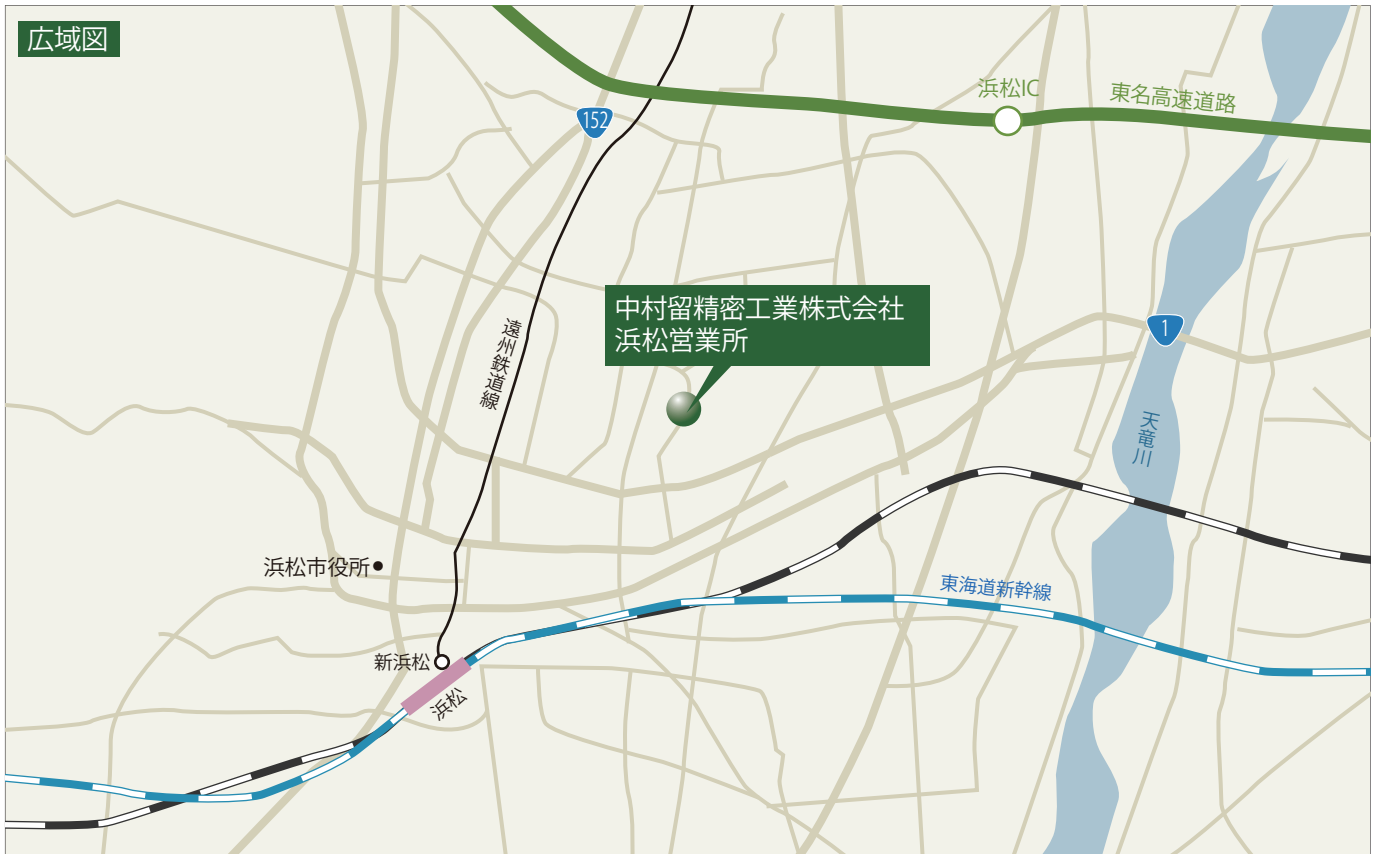 広域図
浜松IC
東名高速道路
152
中村留精密工業株式会社
浜松営業所
遠州鉄道線
1
天竜川
浜松市役所
東海道新幹線
新浜松
浜松